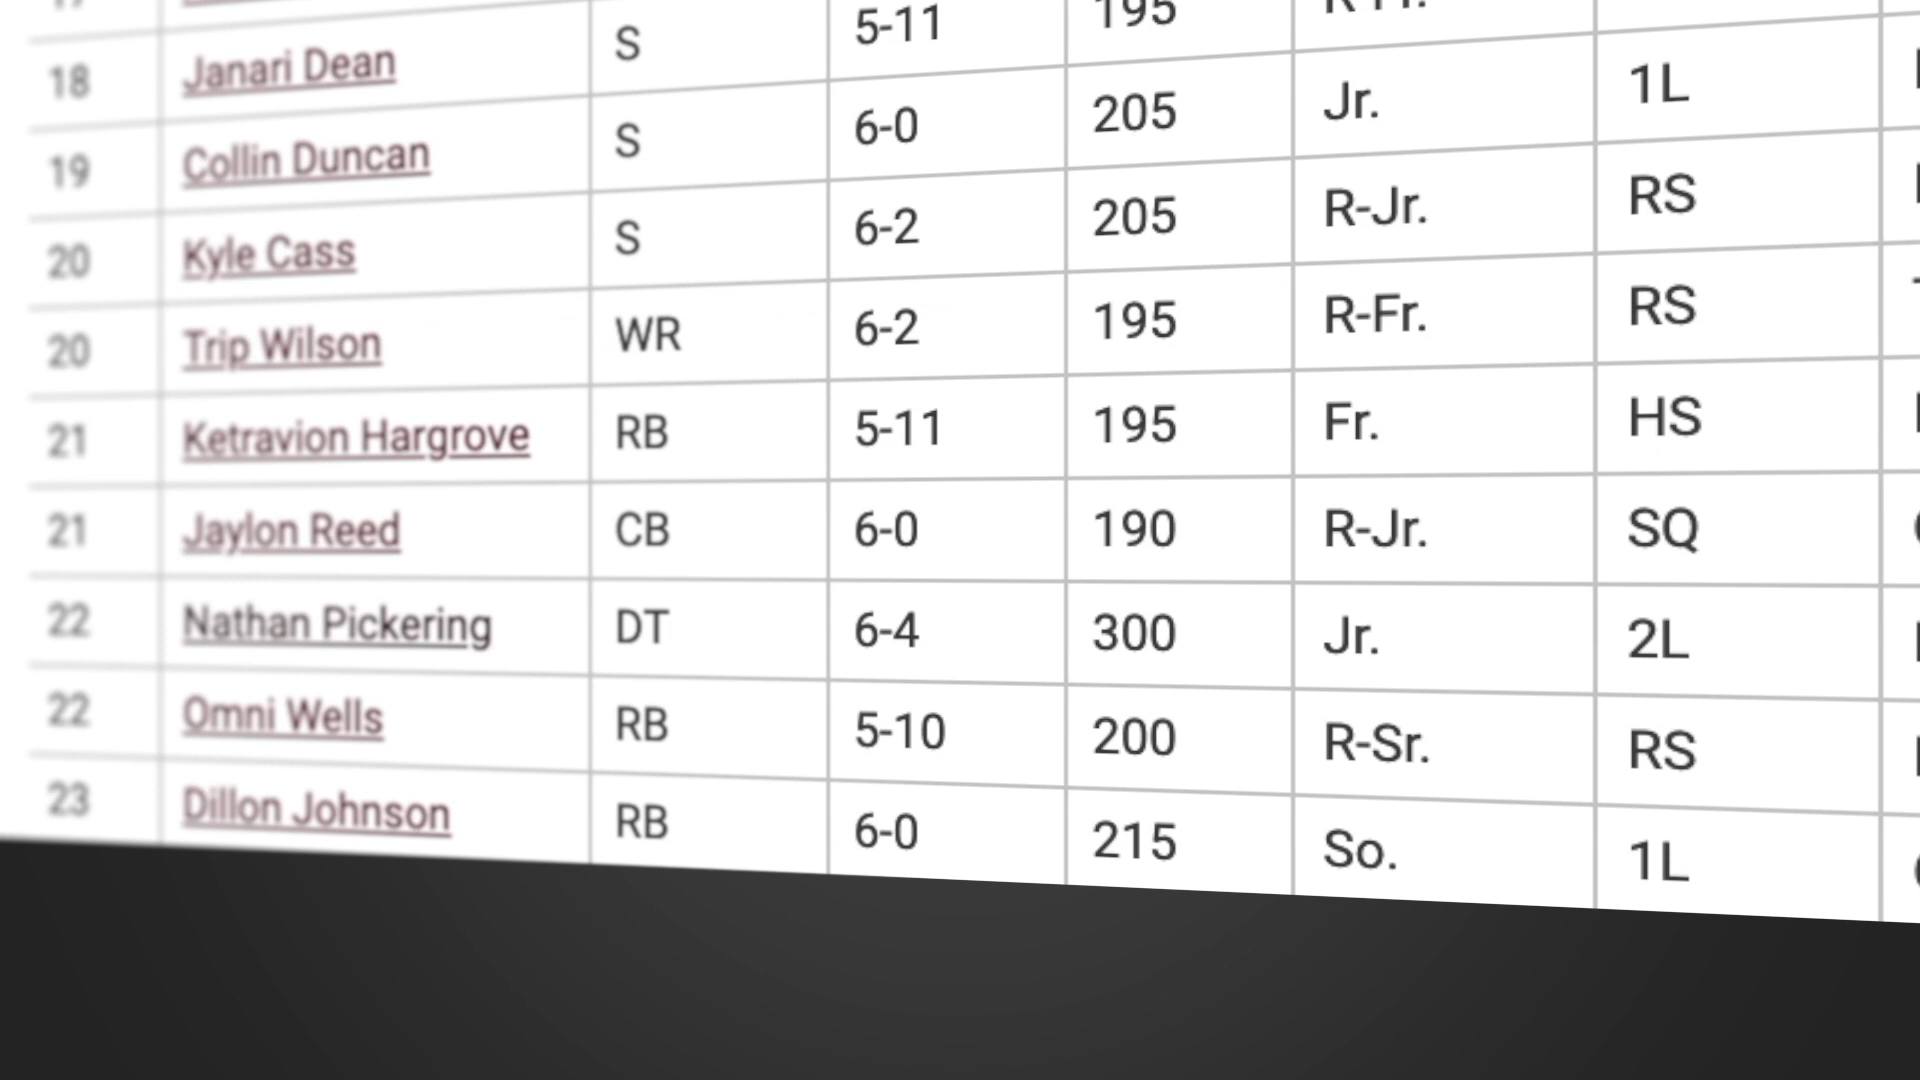 18 Janari Dean S 5-11 195
19 Collin Duncan S 6-0 205 Jr. 1L
20 Kyle Cass S 6-2 205 R-Jr. RS
20 Trip Wilson WR 6-2 195 R-Fr. RS
21 Ketravion Hargrove RB 5-11 195 Fr. HS
21 Jaylon Reed CB 6-0 190 R-Jr. SQ
22 Nathan Pickering DT 6-4 300 Jr. 2L
22 Omni Wells RB 5-10 200 R-Sr. RS
23 Dillon Johnson RB 6-0 215 So. 1L